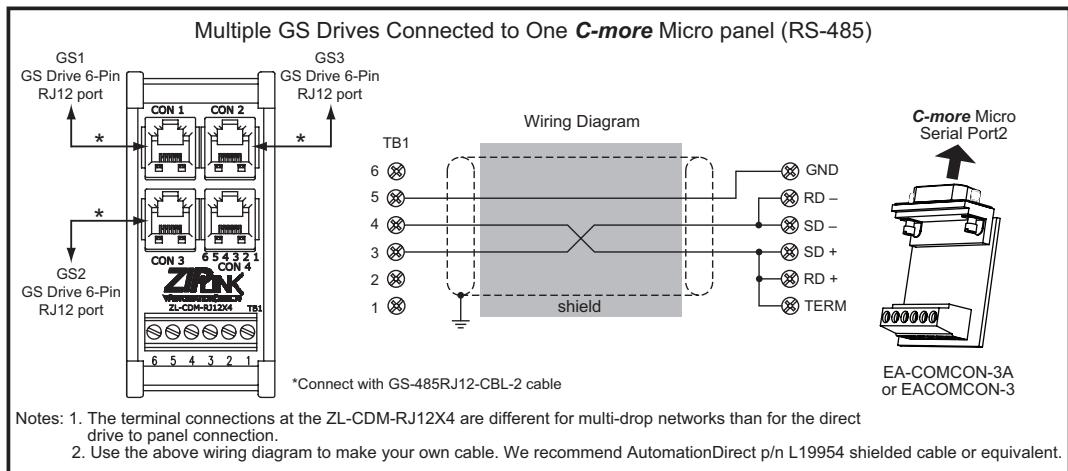 Multiple GS Drives Connected to One C-more Micro panel (RS-485)
GS1
GS Drive 6-Pin
RJ12 port
GS3
GS Drive 6-Pin
RJ12 port
CON 1 CON 2
*
*
*
GS2
GS Drive 6-Pin
RJ12 port
CON 3
6 5 4 3 2 1
CON 4
ZIPLINK
ZL-CDM-RJ12X4 TB1
6 5 4 3 2 1
*Connect with GS-485RJ12-CBL-2 cable
Wiring Diagram
TB1
6
5
4
3
2
1
shield
GND
RD –
SD –
SD +
RD +
TERM
C-more Micro
Serial Port2
EA-COMCON-3A
or EACOMCON-3
Notes: 1. The terminal connections at the ZL-CDM-RJ12X4 are different for multi-drop networks than for the direct
drive to panel connection.
2. Use the above wiring diagram to make your own cable. We recommend AutomationDirect p/n L19954 shielded cable or equivalent.